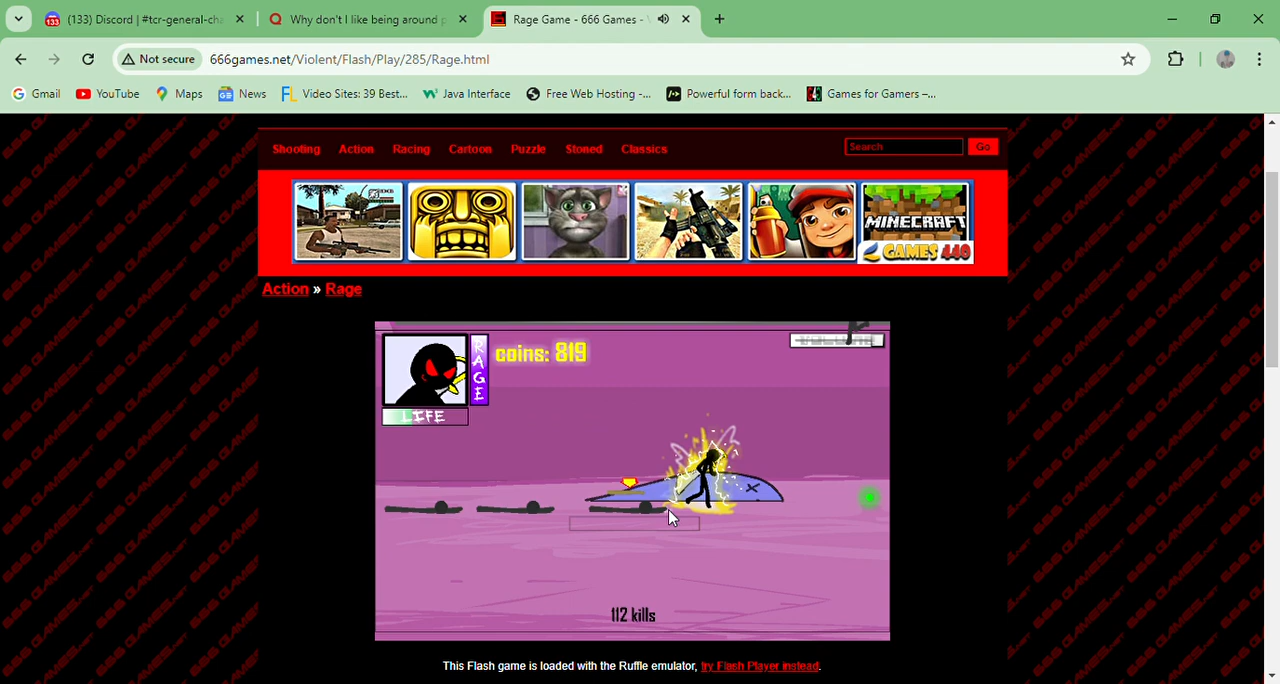 (133) Discord | #tcr-general-cha
Why don't I like being around p
Rage Game - 666 Games - V
Not secure
666games.net/Violent/Flash/Play/285/Rage.html
Gmail
YouTube
Maps
News
Video Sites: 39 Best...
Java Interface
Free Web Hosting -...
Powerful form back...
Games for Gamers –...
Shooting
Action
Racing
Cartoon
Puzzle
Stoned
Classics
Search
Go
MINECRAFT
GAMES 440
Action » Rage
RAGE
coins: 819
VOLUME
LIFE
112 kills
This Flash game is loaded with the Ruffle emulator, try Flash Player instead.